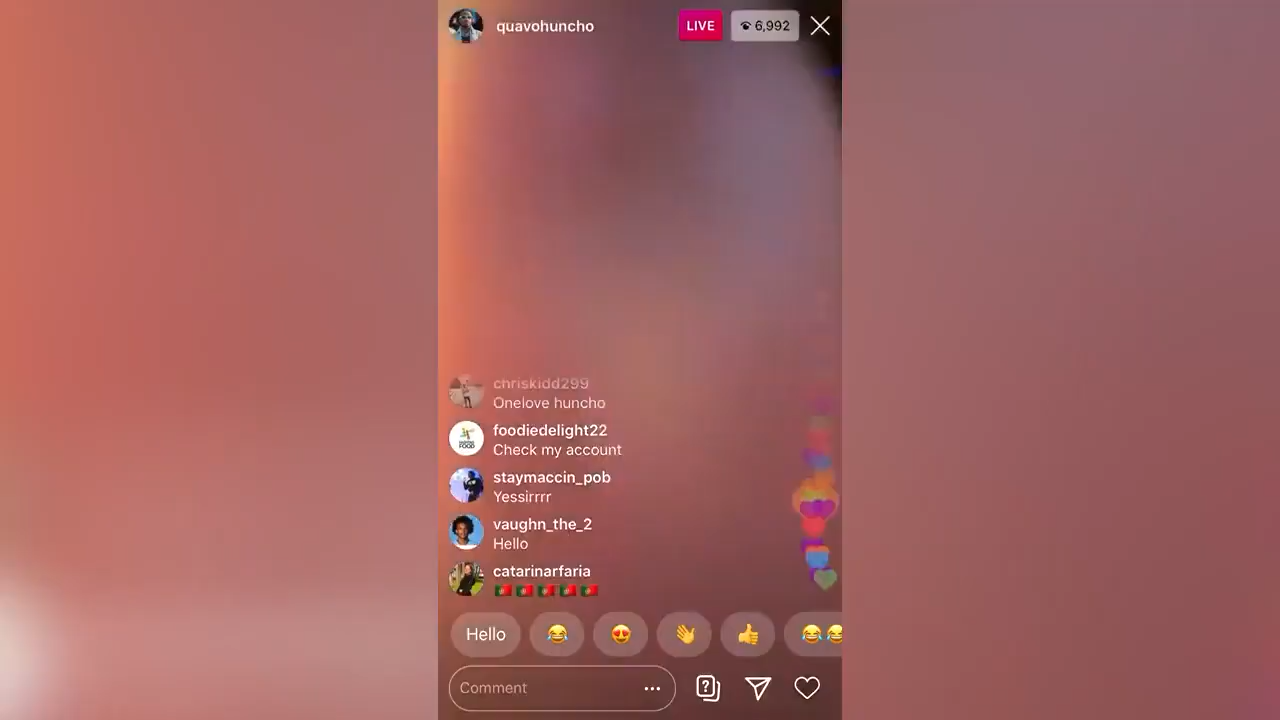 quavohuncho LIVE 6,992
chriskidd299
Onelove huncho
foodiedelight22
Check my account
staymaccin_pob
Yessirrrr
vaughn_the_2
Hello
catarinarfaria
🇵🇹 🇵🇹 🇵🇹 🇵🇹 🇵🇹
Hello 😂 😍 👋 👍 😂😂
Comment